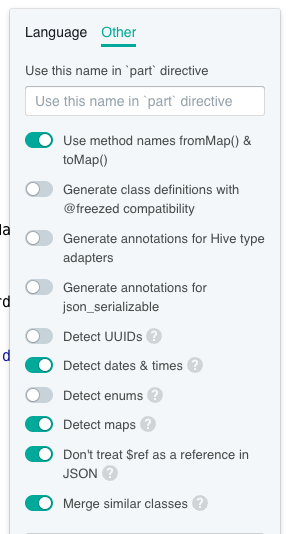 Language Other
Use this name in `part` directive
Use this name in `part` directive
Use method names fromMap() &
toMap()
Generate class definitions with
@freezed compatibility
la
Generate annotations for Hive type
adapters
rd
Generate annotations for
json_serializable
Detect UUIDs ?
d
Detect dates & times ?
Detect enums ?
Detect maps ?
Don't treat $ref as a reference in
JSON ?
Merge similar classes ?